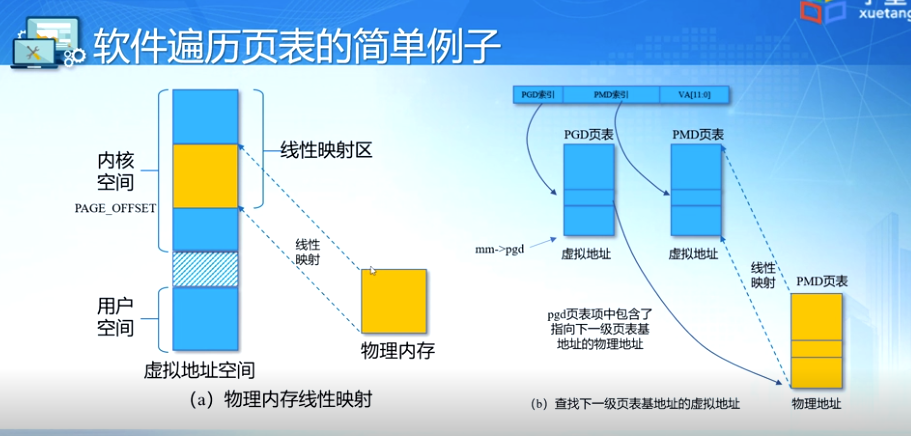 软件遍历页表的简单例子
xuetang
内核
空间
PAGE_OFFSET
用户
空间
线性映射区
线性
映射
物理内存
虚拟地址空间
（a）物理内存线性映射
PGD索引
PMD索引
VA[11:0]
PGD页表
PMD页表
mm->pgd
虚拟地址
虚拟地址
线性
映射
PMD页表
pgd页表项中包含了
指向下一级页表基
地址的物理地址
（b）查找下一级页表基地址的虚拟地址
物理地址